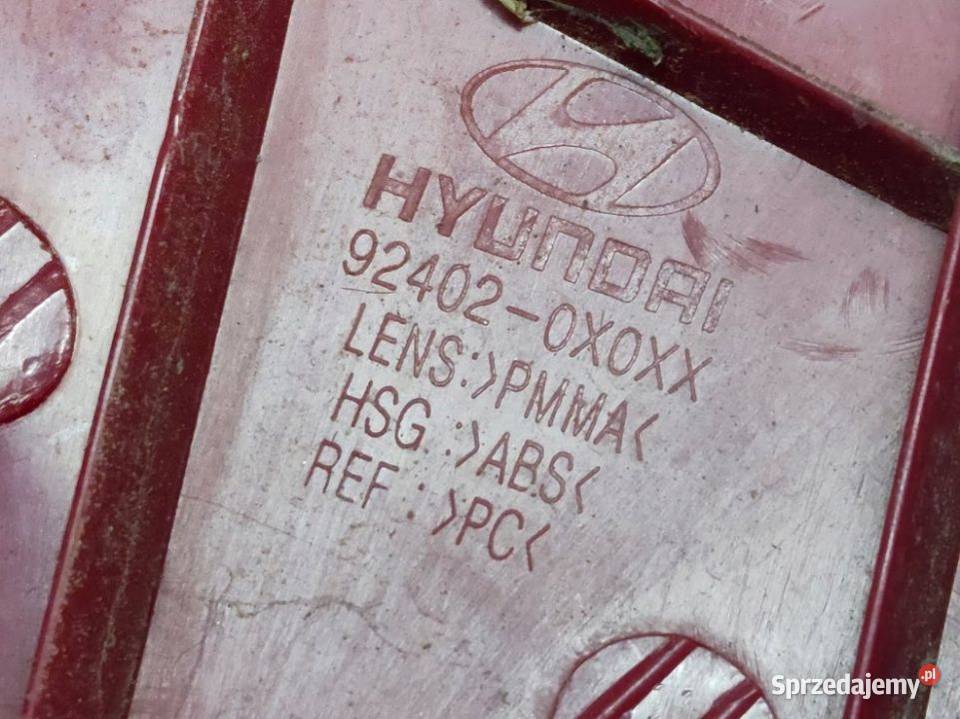 HYUNDAI
92402-0X0XX
LENS:>PMMA<
HSG :>ABS<
REF :>PC<
Sprzedajemy.pl